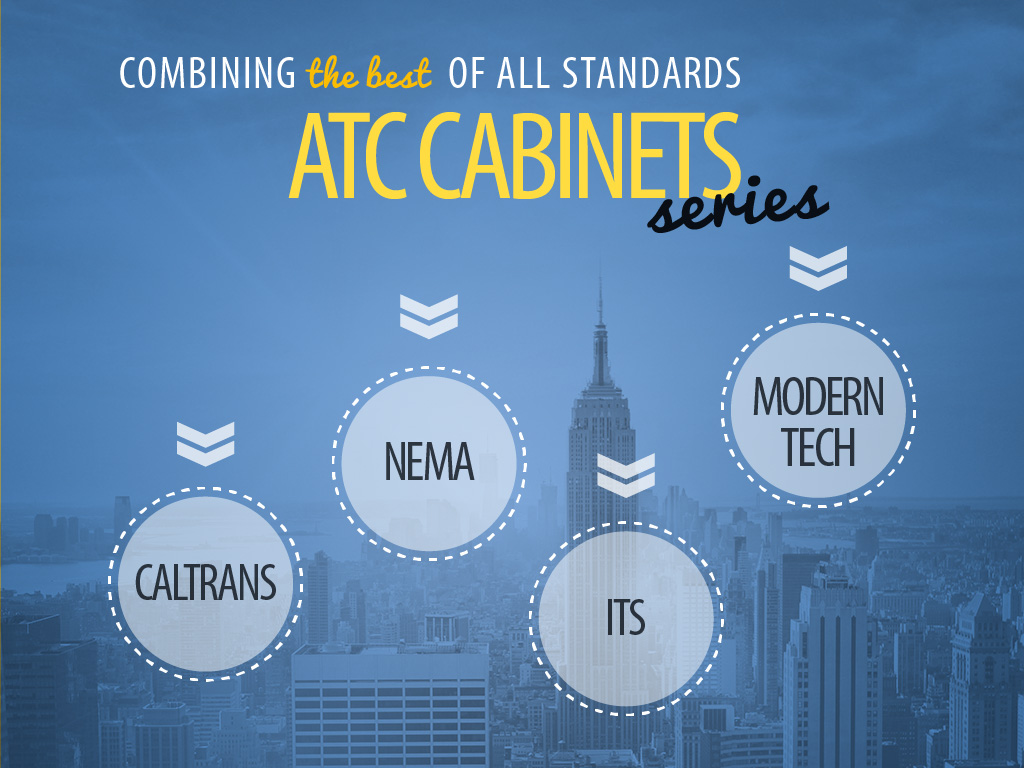 COMBINING the best OF ALL STANDARDS
ATC CABINETS
series
MODERN
TECH
NEMA
CALTRANS
ITS